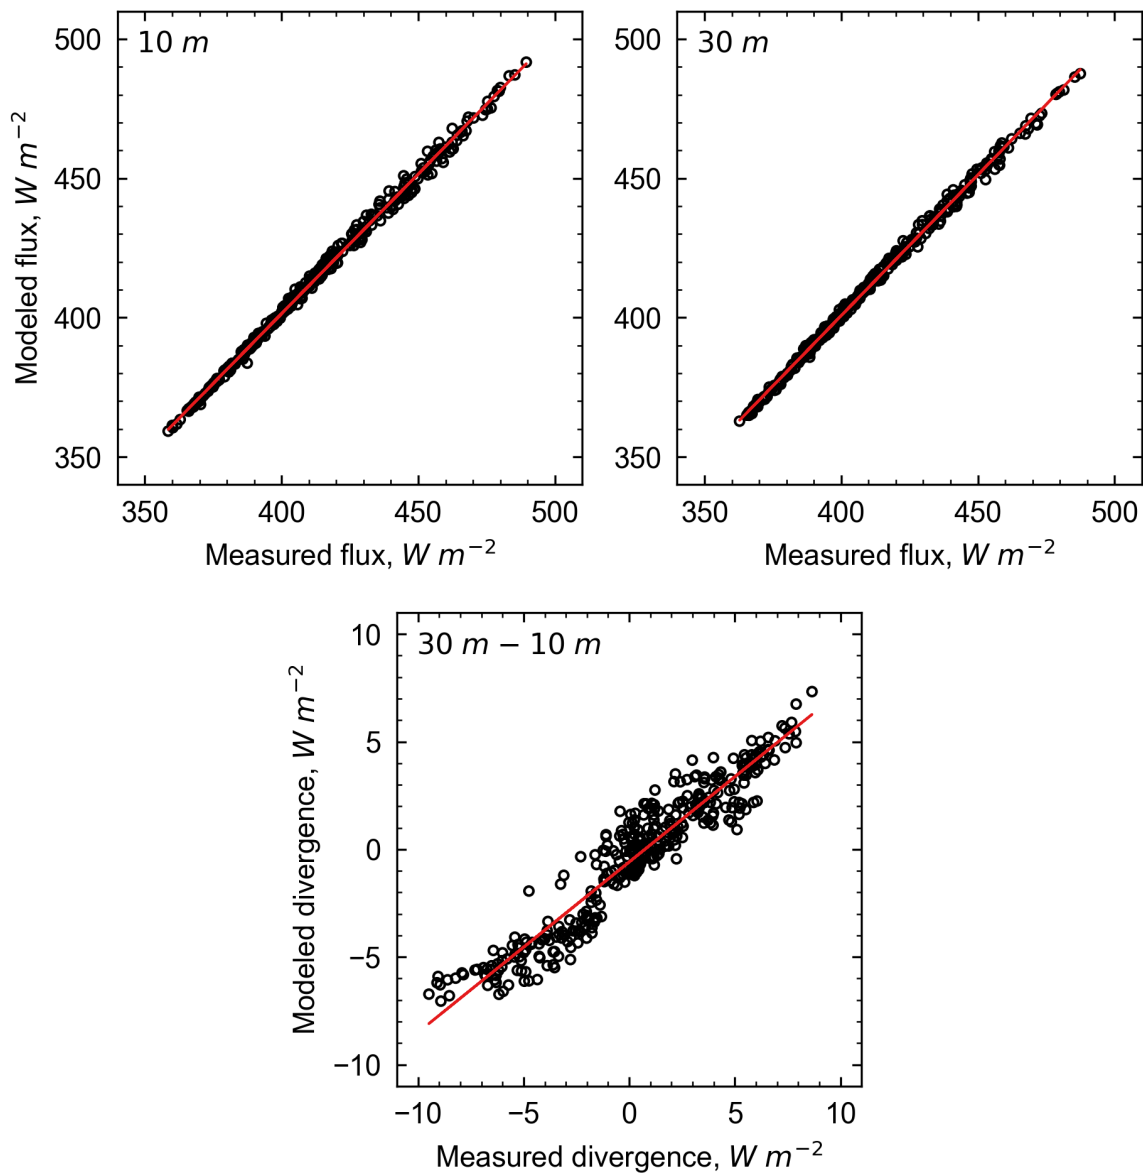 10 m
500
450
400
350
Modeled flux, W m⁻²
350 400 450 500
Measured flux, W m⁻²
30 m
500
450
400
350
350 400 450 500
Measured flux, W m⁻²
30 m − 10 m
10
5
0
−5
−10
Modeled divergence, W m⁻²
−10 −5 0 5 10
Measured divergence, W m⁻²